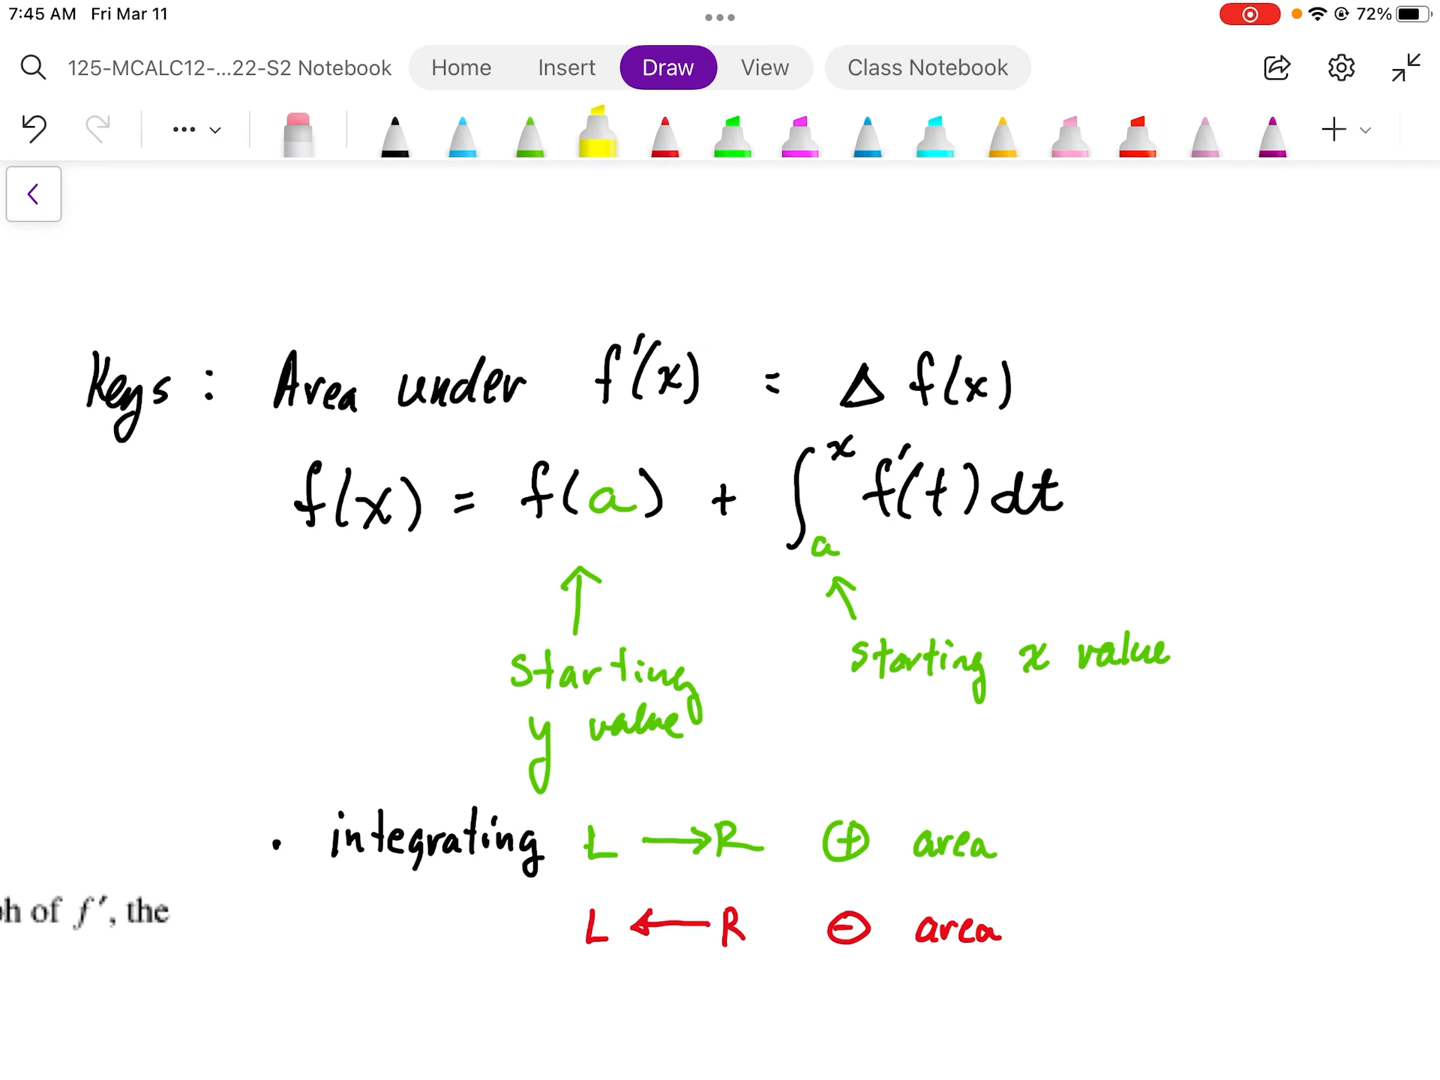 7:45 AM Fri Mar 11
72%
125-MCALC12-...22-S2 Notebook Home Insert Draw View Class Notebook
Keys : Area under f'(x) = Δ f(x)
f(x) = f(a) + ∫ₐˣ f'(t) dt
starting y value
starting x value
• integrating L → R ⊕ area
L ← R ⊖ area
oh of f′, the